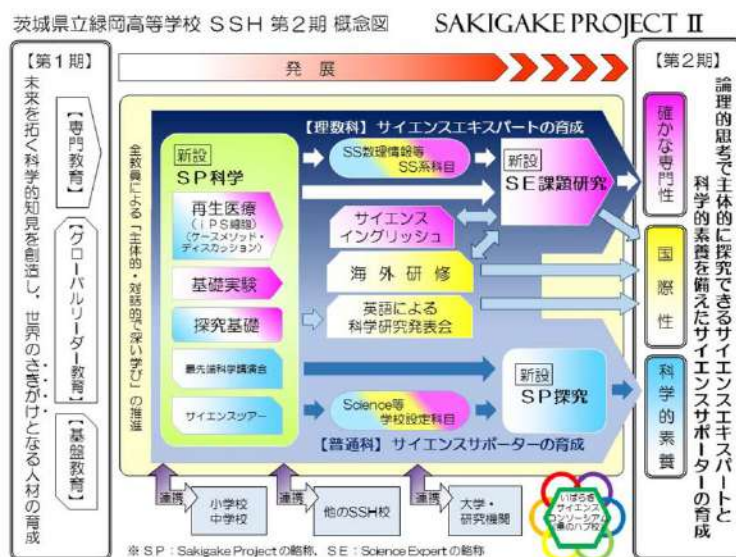 茨城県立緑岡高等学校 SSH 第2期 概念図
SAKIGAKE PROJECT Ⅱ
【第1期】
未来を拓く科学的知見を創造し,世界のさきがけとなる人材の育成
【専門教育】
【グローバルリーダー教育】
【基盤教育】
発展
全教員による「主体的・対話的で深い学び」の推進
【理数科】サイエンスエキスパートの育成
新設
SP科学
再生医療
(iPS細胞)
(ケースメソッド・
ディスカッション)
基礎実験
探究基礎
最先端科学講演会
サイエンスツアー
SS数理情報等
SS系科目
新設
SE課題研究
サイエンス
イングリッシュ
海外研修
英語による
科学研究発表会
新設
SP探究
Science等
学校設定科目
【普通科】サイエンスサポーターの育成
連携
小学校
中学校
連携
他のSSH校
連携
大学・
研究機関
いばらき
サイエンス
コンソーシアム
県のハブ校
【第2期】
確かな専門性
国際性
科学的素養
論理的思考で主体的に探究できるサイエンスエキスパートと
科学的素養を備えたサイエンスサポーターの育成
※ SP:Sakigake Projectの略称、SE:Science Expertの略称